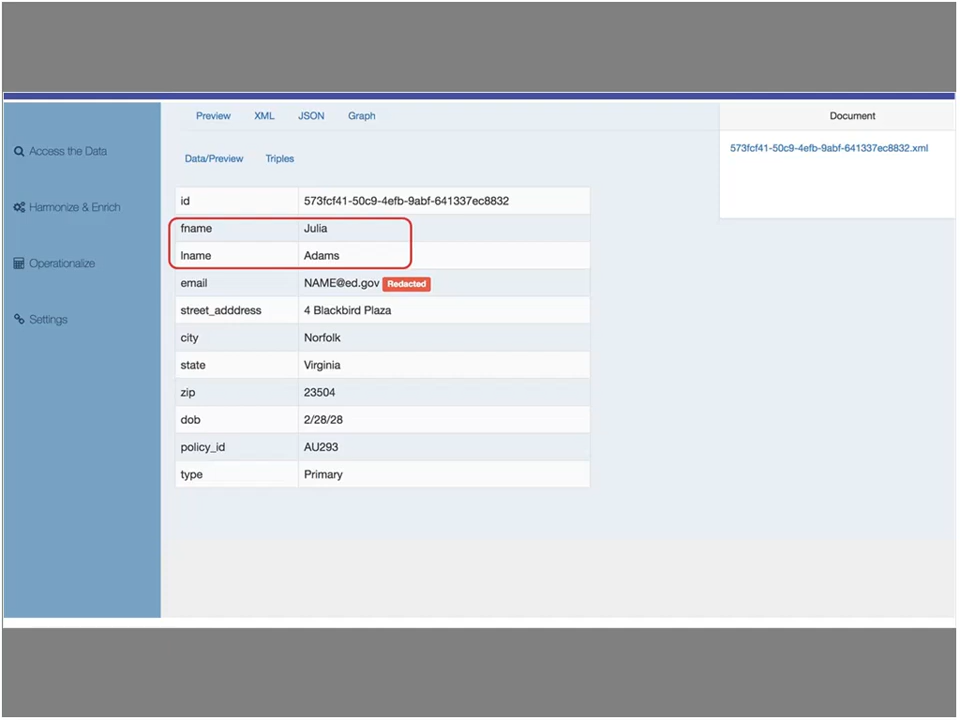 Preview XML JSON Graph
Document
Access the Data
Data/Preview Triples
573fcf41-50c9-4efb-9abf-641337ec8832.xml
Harmonize & Enrich
Operationalize
Settings
id 573fcf41-50c9-4efb-9abf-641337ec8832
fname Julia
lname Adams
email NAME@ed.gov Redacted
street_adddress 4 Blackbird Plaza
city Norfolk
state Virginia
zip 23504
dob 2/28/28
policy_id AU293
type Primary